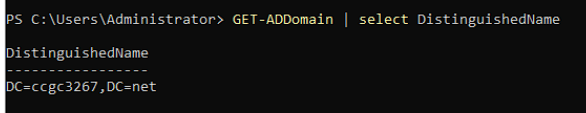 PS C:\Users\Administrator> GET-ADDomain | select DistinguishedName
DistinguishedName
-----------------
DC=ccgc3267,DC=net